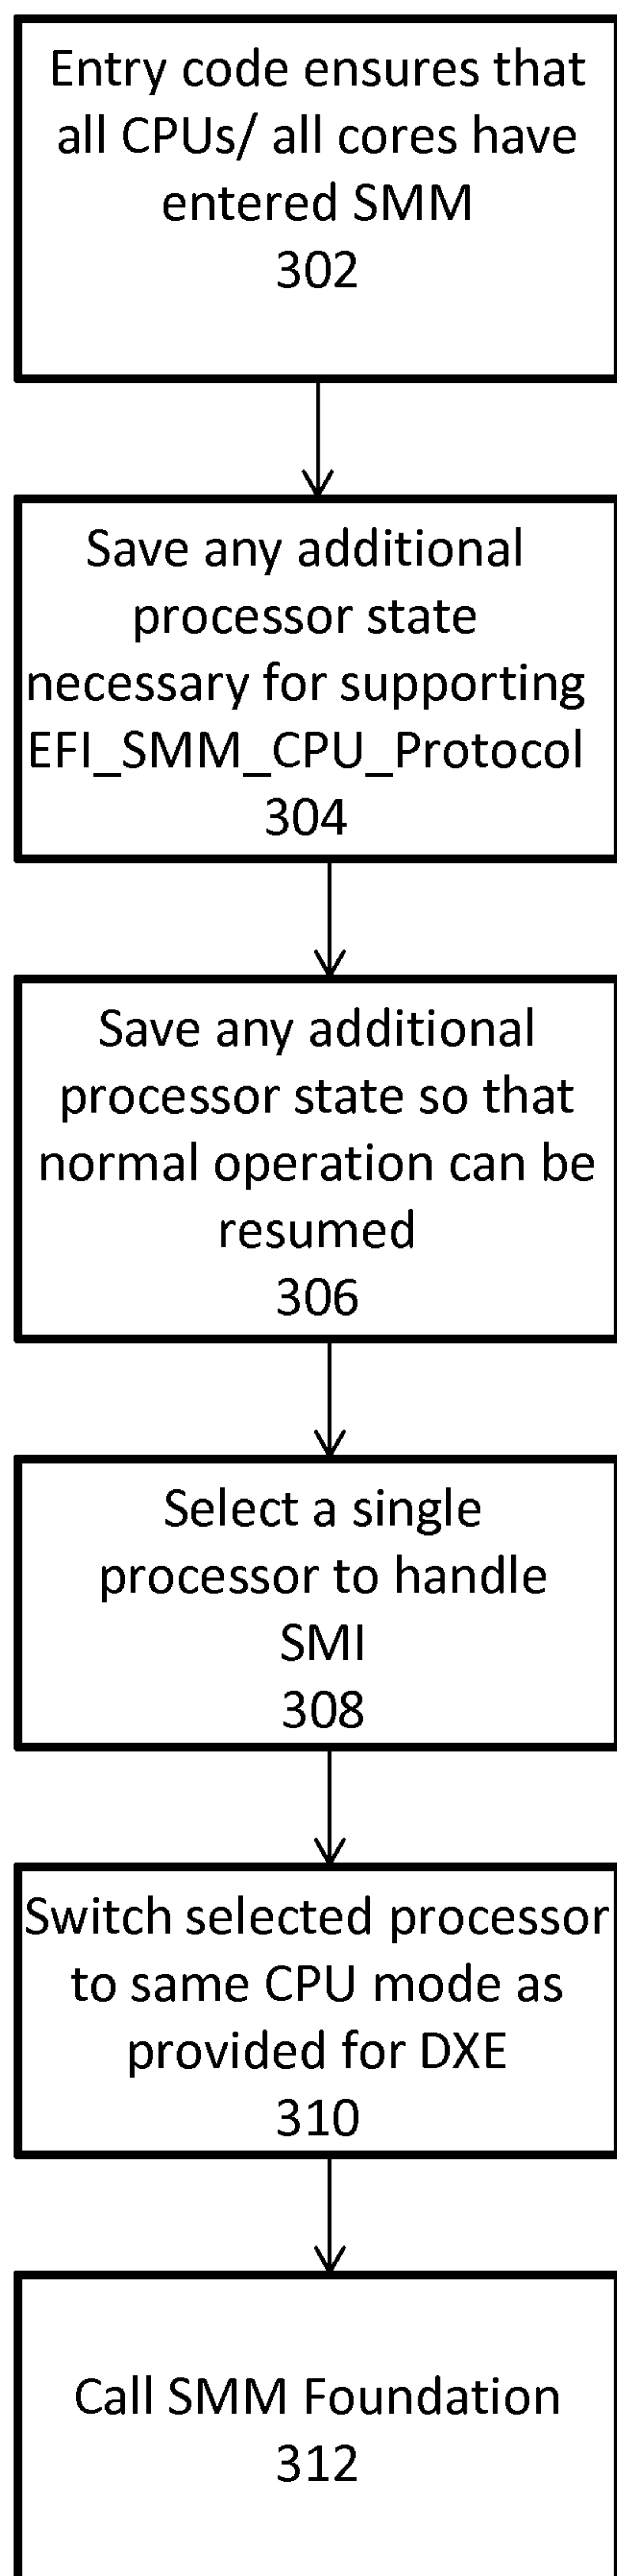 Entry code ensures that
all CPUs/ all cores have
entered SMM
302
Save any additional
processor state
necessary for supporting
EFI_SMM_CPU_Protocol
304
Save any additional
processor state so that
normal operation can be
resumed
306
Select a single
processor to handle
SMI
308
Switch selected processor
to same CPU mode as
provided for DXE
310
Call SMM Foundation
312